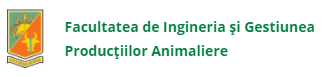 Facultatea de Ingineria şi Gestiunea
Producţiilor Animaliere